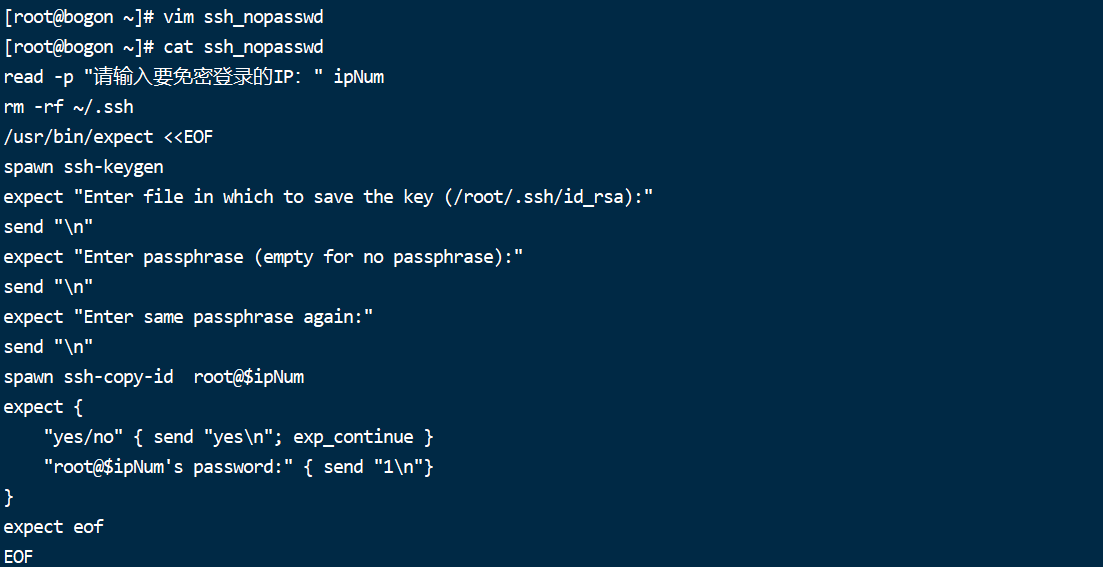 [root@bogon ~]# vim ssh_nopasswd
[root@bogon ~]# cat ssh_nopasswd
read -p "请输入要免密登录的IP：" ipNum
rm -rf ~/.ssh
/usr/bin/expect <<EOF
spawn ssh-keygen
expect "Enter file in which to save the key (/root/.ssh/id_rsa):"
send "\n"
expect "Enter passphrase (empty for no passphrase):"
send "\n"
expect "Enter same passphrase again:"
send "\n"
spawn ssh-copy-id  root@$ipNum
expect {
    "yes/no" { send "yes\n"; exp_continue }
    "root@$ipNum's password:" { send "1\n"}
}
expect eof
EOF